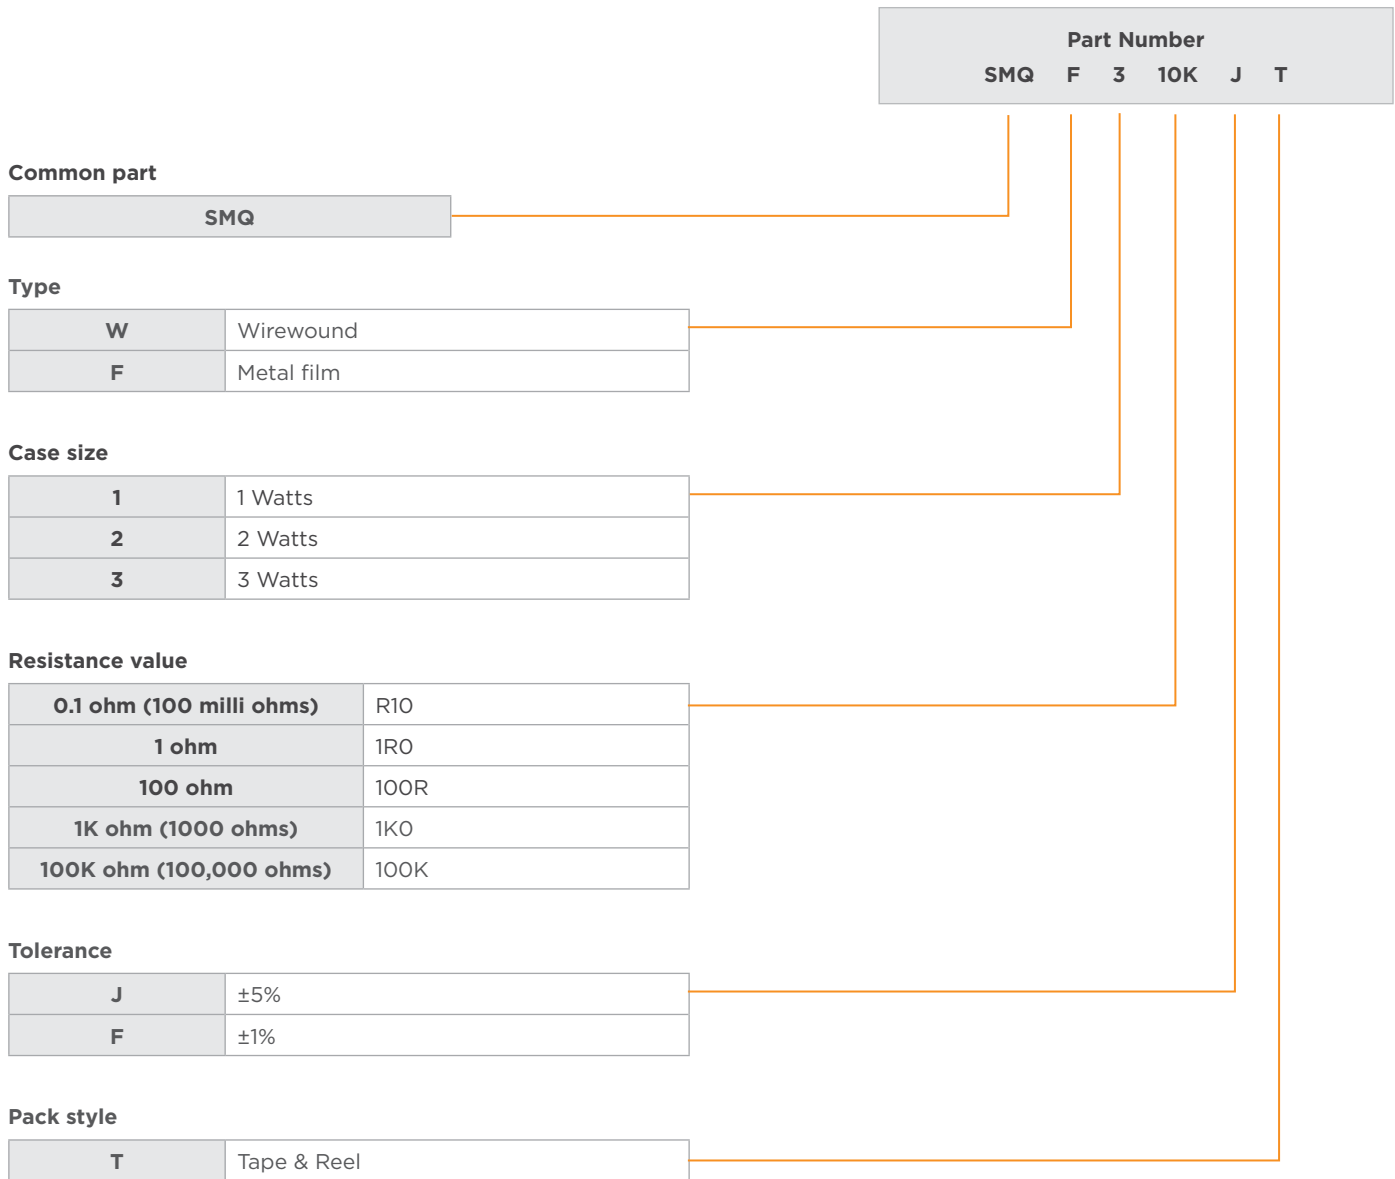 Part Number
SMQ F 3 10K J T
Common part
SMQ
Type
W Wirewound
F Metal film
Case size
1 1 Watts
2 2 Watts
3 3 Watts
Resistance value
0.1 ohm (100 milli ohms) R10
1 ohm 1R0
100 ohm 100R
1K ohm (1000 ohms) 1K0
100K ohm (100,000 ohms) 100K
Tolerance
J ±5%
F ±1%
Pack style
T Tape & Reel